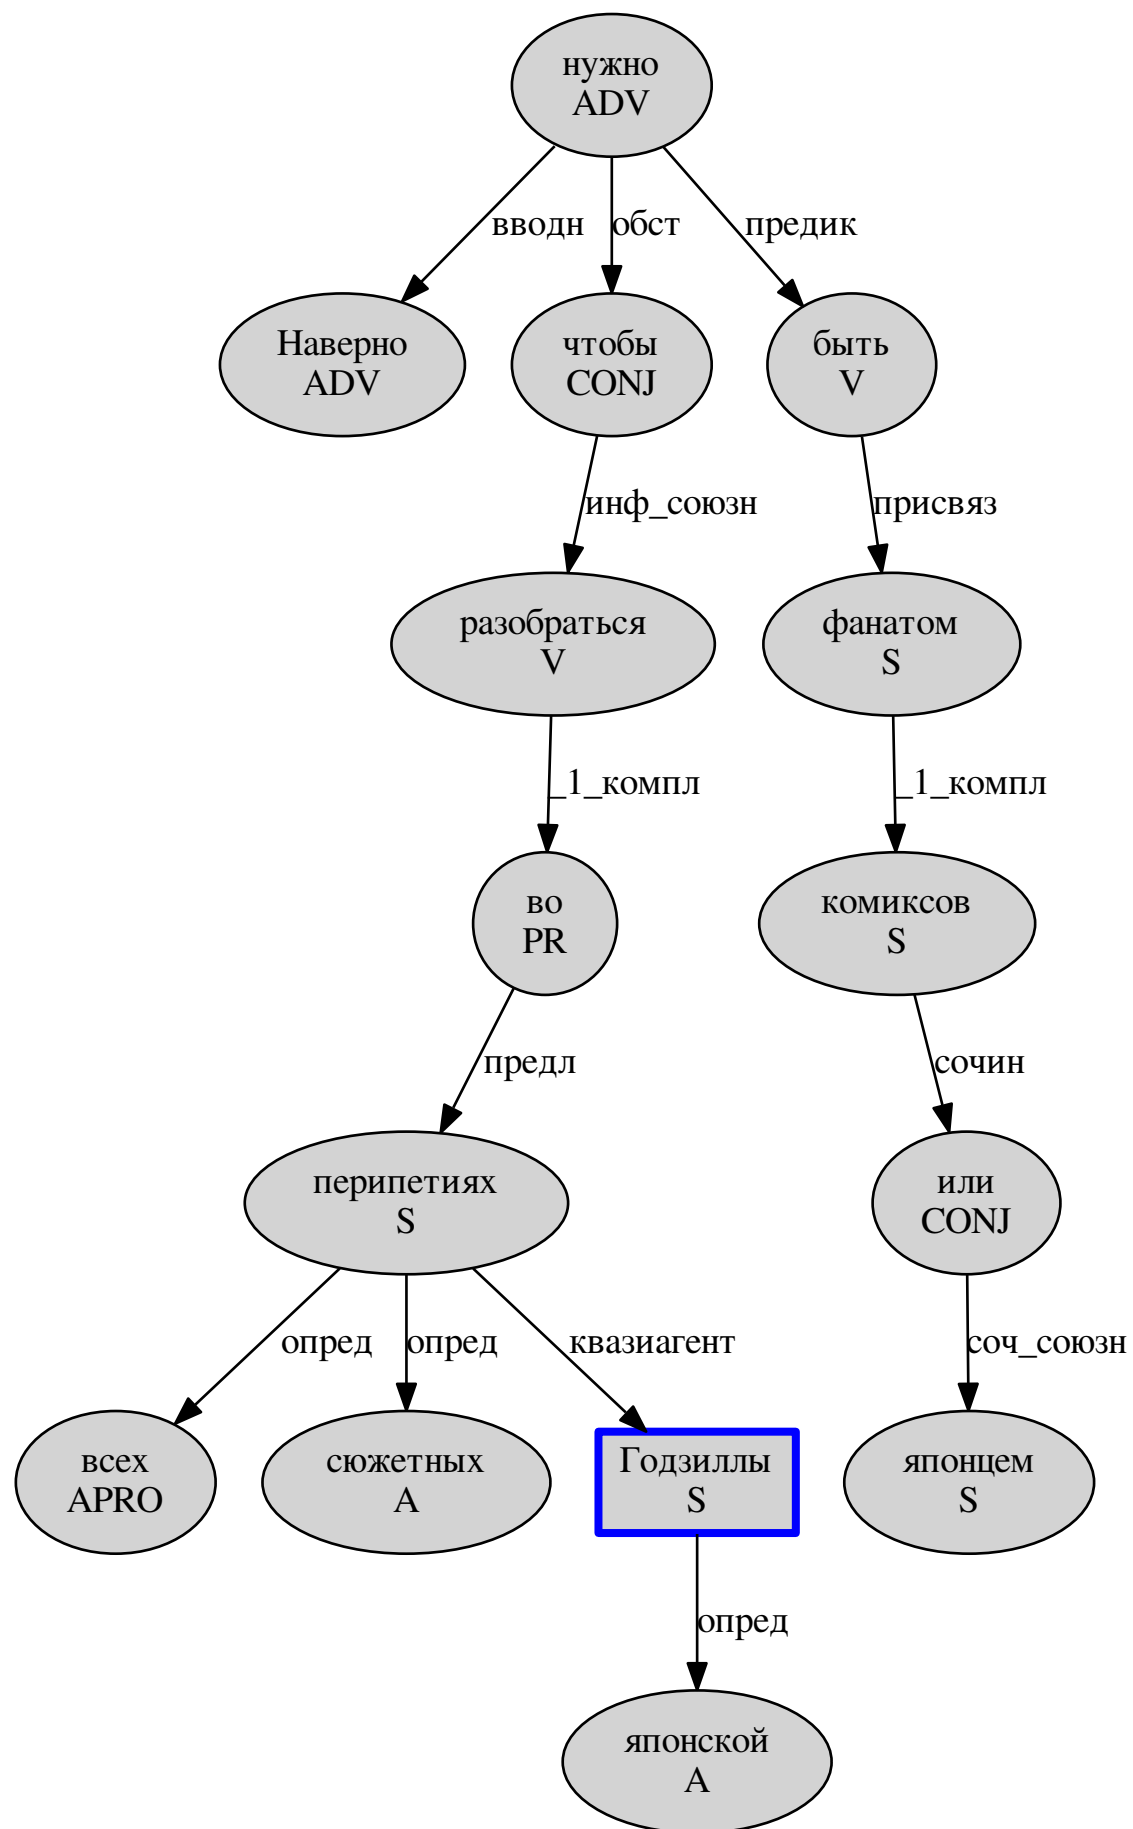 нужно
ADV
вводн
обст
предик
Наверно
ADV
чтобы
CONJ
быть
V
инф_союзн
присвяз
разобраться
V
фанатом
S
_1_компл
_1_компл
во
PR
комиксов
S
предл
сочин
перипетиях
S
или
CONJ
опред
опред
квазиагент
соч_союзн
всех
APRO
сюжетных
A
Годзиллы
S
японцем
S
опред
японской
A